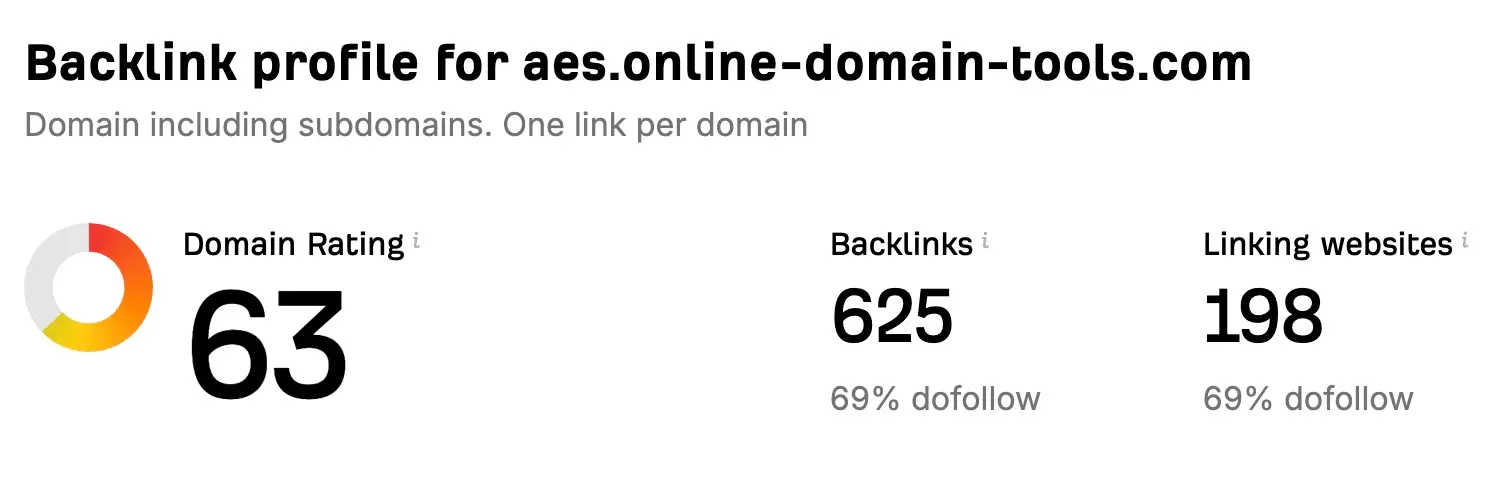 Backlink profile for aes.online-domain-tools.com
Domain including subdomains. One link per domain
Domain Rating i
63
Backlinks i
625
69% dofollow
Linking websites i
198
69% dofollow